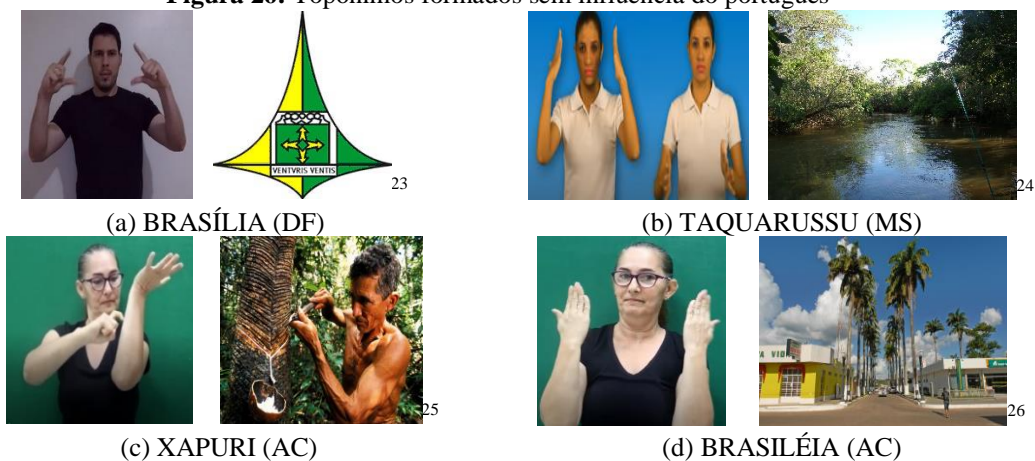 Figura 20: Topônimos formados sem influência do português
VENTVRIS VENTIS
23
24
(a) BRASÍLIA (DF)
(b) TAQUARUSSU (MS)
25
26
(c) XAPURI (AC)
(d) BRASILÉIA (AC)